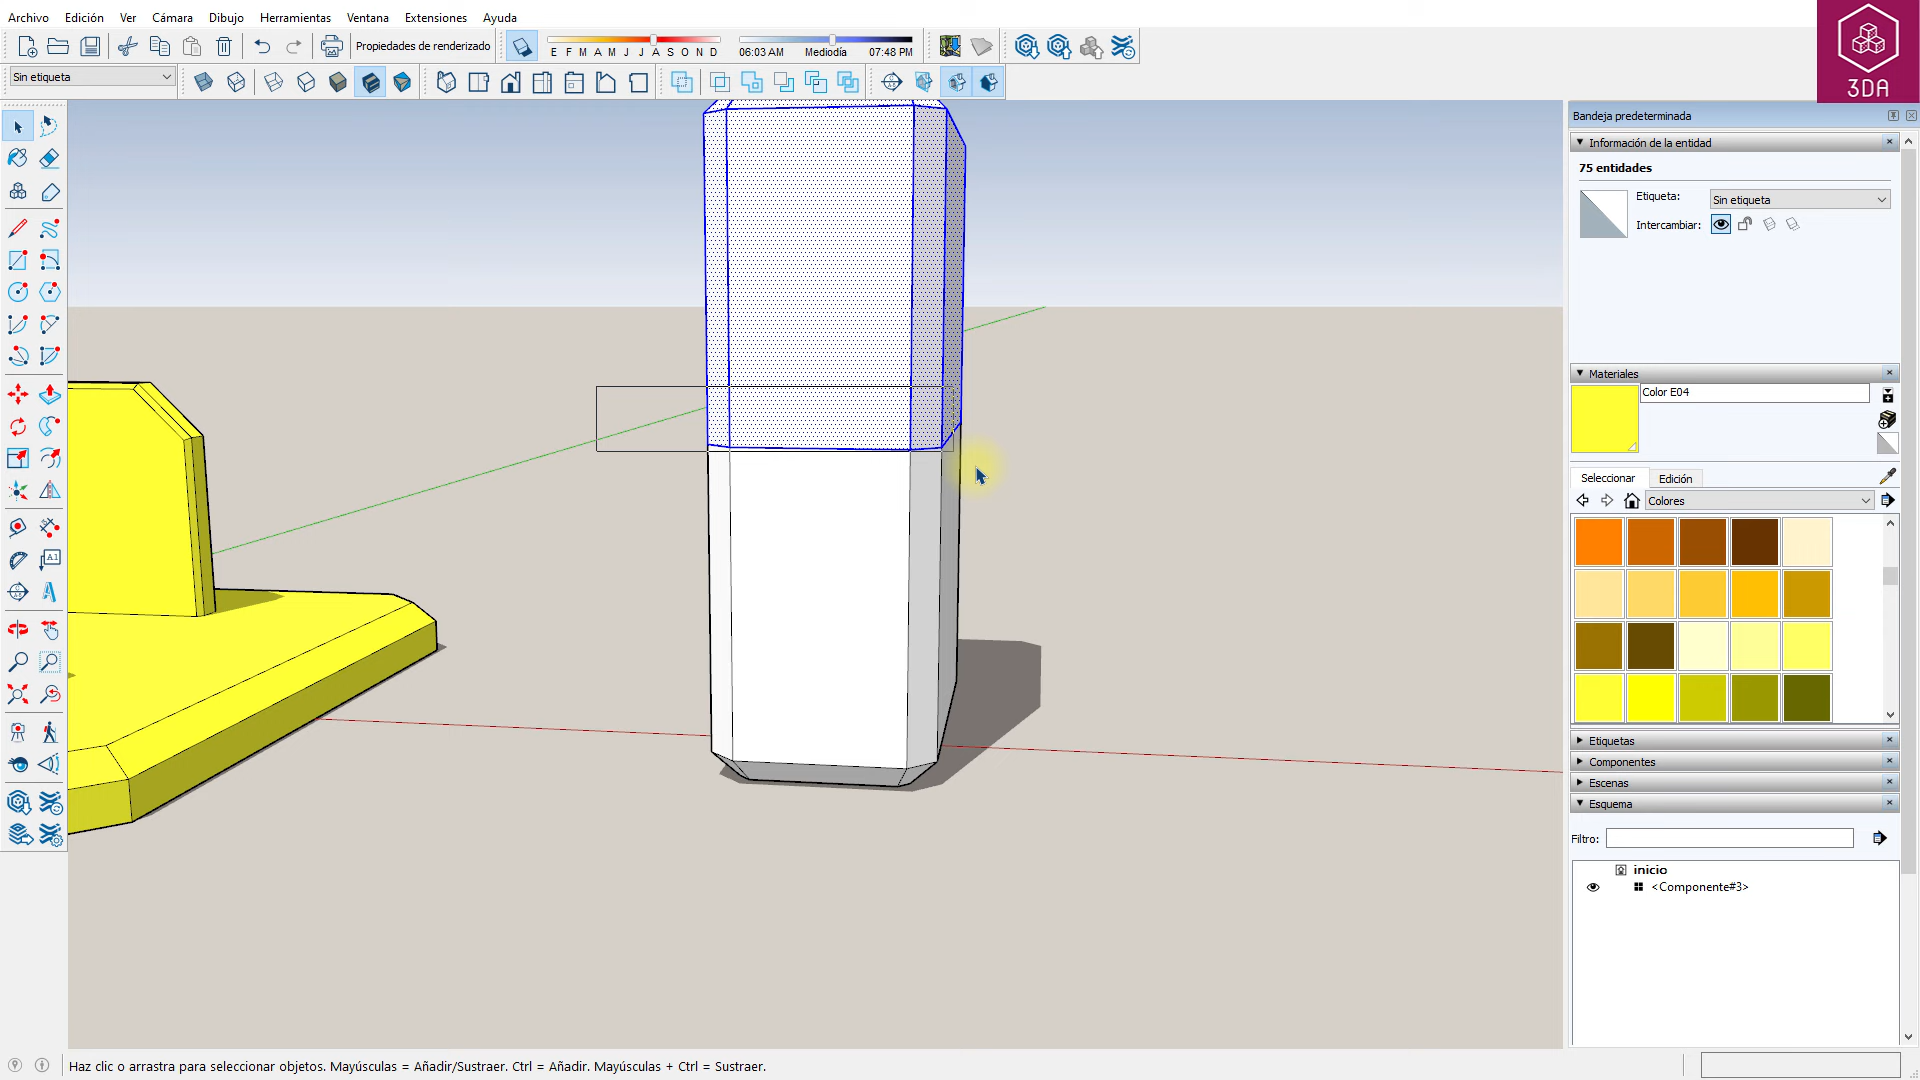 Archivo Edición Ver Cámara Dibujo Herramientas Ventana Extensiones Ayuda
Propiedades de renderizado
E F M A M J J A S O N D
06:03 AM Mediodía 07:48 PM
3DA
Sin etiqueta
Bandeja predeterminada
Información de la entidad
75 entidades
Etiqueta: Sin etiqueta
Intercambiar:
Materiales
Color E04
Seleccionar Edición
Colores
A1
A
Etiquetas
Componentes
Escenas
Esquema
Filtro:
inicio
<Componente#3>
Haz clic o arrastra para seleccionar objetos. Mayúsculas = Añadir/Sustraer. Ctrl = Añadir. Mayúsculas + Ctrl = Sustraer.